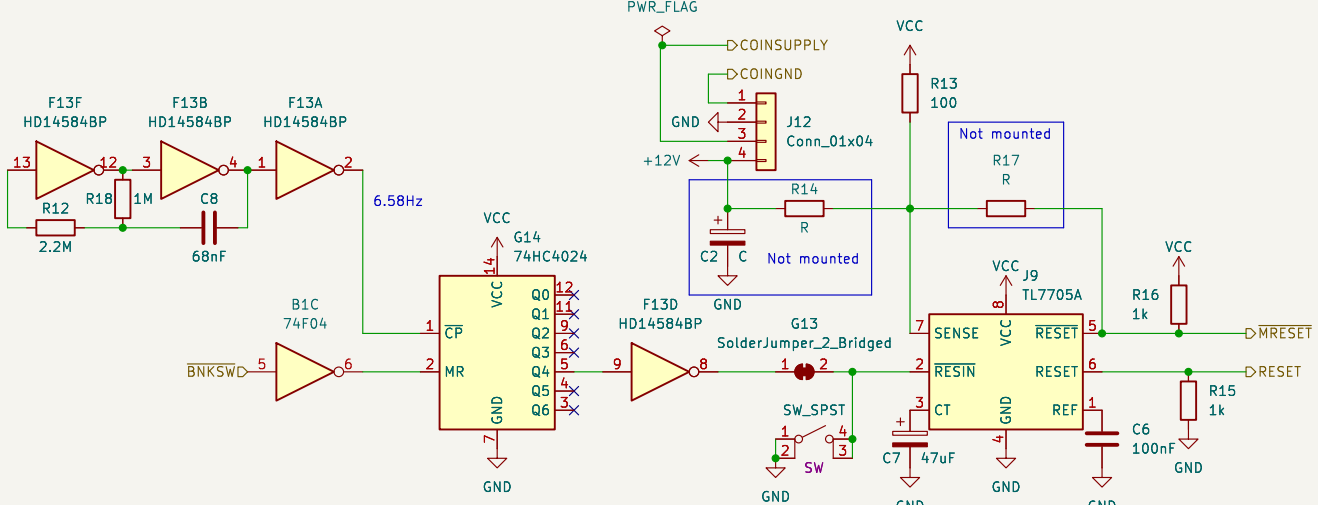 PWR_FLAG
COINSUPPLY
COINGND
VCC
R13
100
1
GND
2
3
4
J12
Conn_01x04
+12V
Not mounted
R17
R
F13F
HD14584BP
F13B
HD14584BP
F13A
HD14584BP
13
12
3
4
1
2
R18
1M
C8
68nF
R12
2.2M
6.58Hz
R14
R
+
C2
C
Not mounted
GND
VCC
G14
74HC4024
14
VCC
Q0
12
Q1
11
Q2
9
Q3
6
Q4
5
Q5
4
Q6
3
1
CP
2
MR
GND
7
GND
B1C
74F04
BNKSW
5
6
F13D
HD14584BP
9
8
G13
SolderJumper_2_Bridged
1
2
SW_SPST
1
2
4
3
SW
GND
VCC
J9
TL7705A
8
VCC
7
SENSE
RESET
5
2
RESIN
RESET
6
3
CT
REF
1
GND
4
GND
+
C7
47uF
GND
C6
100nF
GND
VCC
R16
1k
MRESET
RESET
R15
1k
GND